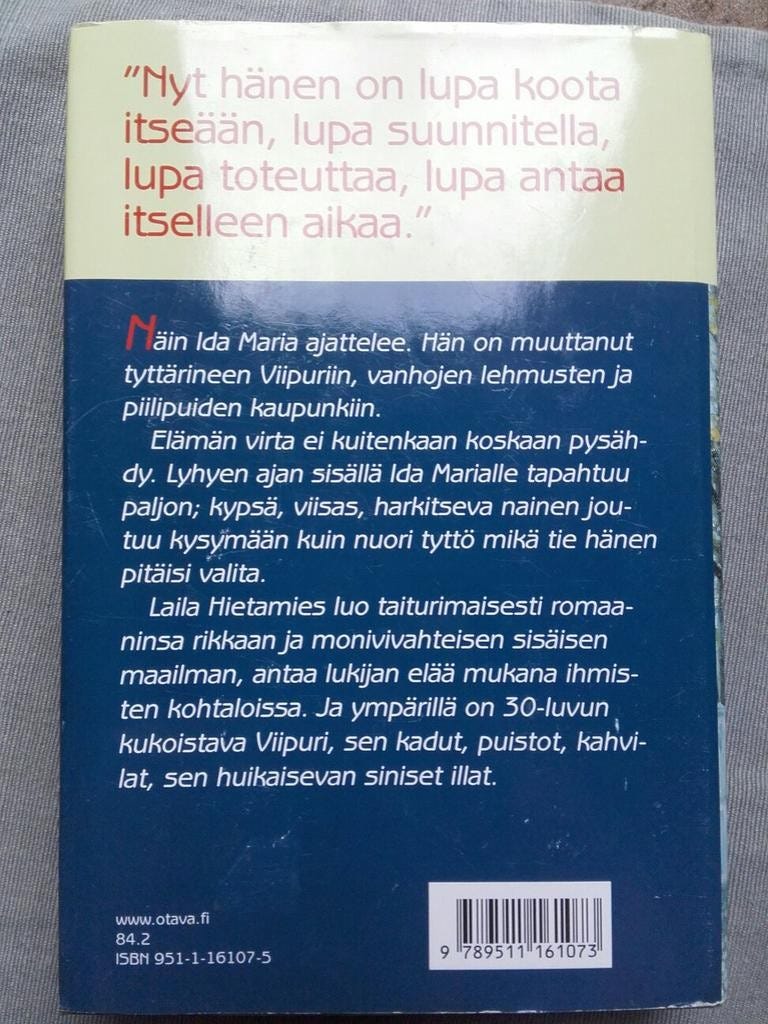 "Nyt hänen on lupa koota
itseään, lupa suunnitella,
lupa toteuttaa, lupa antaa
itselleen aikaa."
Näin Ida Maria ajattelee. Hän on muuttanut
tyttärineen Viipuriin, vanhojen lehmusten ja
piilipuiden kaupunkiin.
Elämän virta ei kuitenkaan koskaan pysäh-
dy. Lyhyen ajan sisällä Ida Marialle tapahtuu
paljon; kypsä, viisas, harkitseva nainen jou-
tuu kysymään kuin nuori tyttö mikä tie hänen
pitäisi valita.
Laila Hietamies luo taiturimaisesti romaa-
ninsa rikkaan ja monivivahteisen sisäisen
maailman, antaa lukijan elää mukana ihmis-
ten kohtaloissa. Ja ympärillä on 30-luvun
kukoistava Viipuri, sen kadut, puistot, kahvi-
lat, sen huikaisevan siniset illat.
www.otava.fi
84.2
ISBN 951-1-16107-5
9 789511 161073